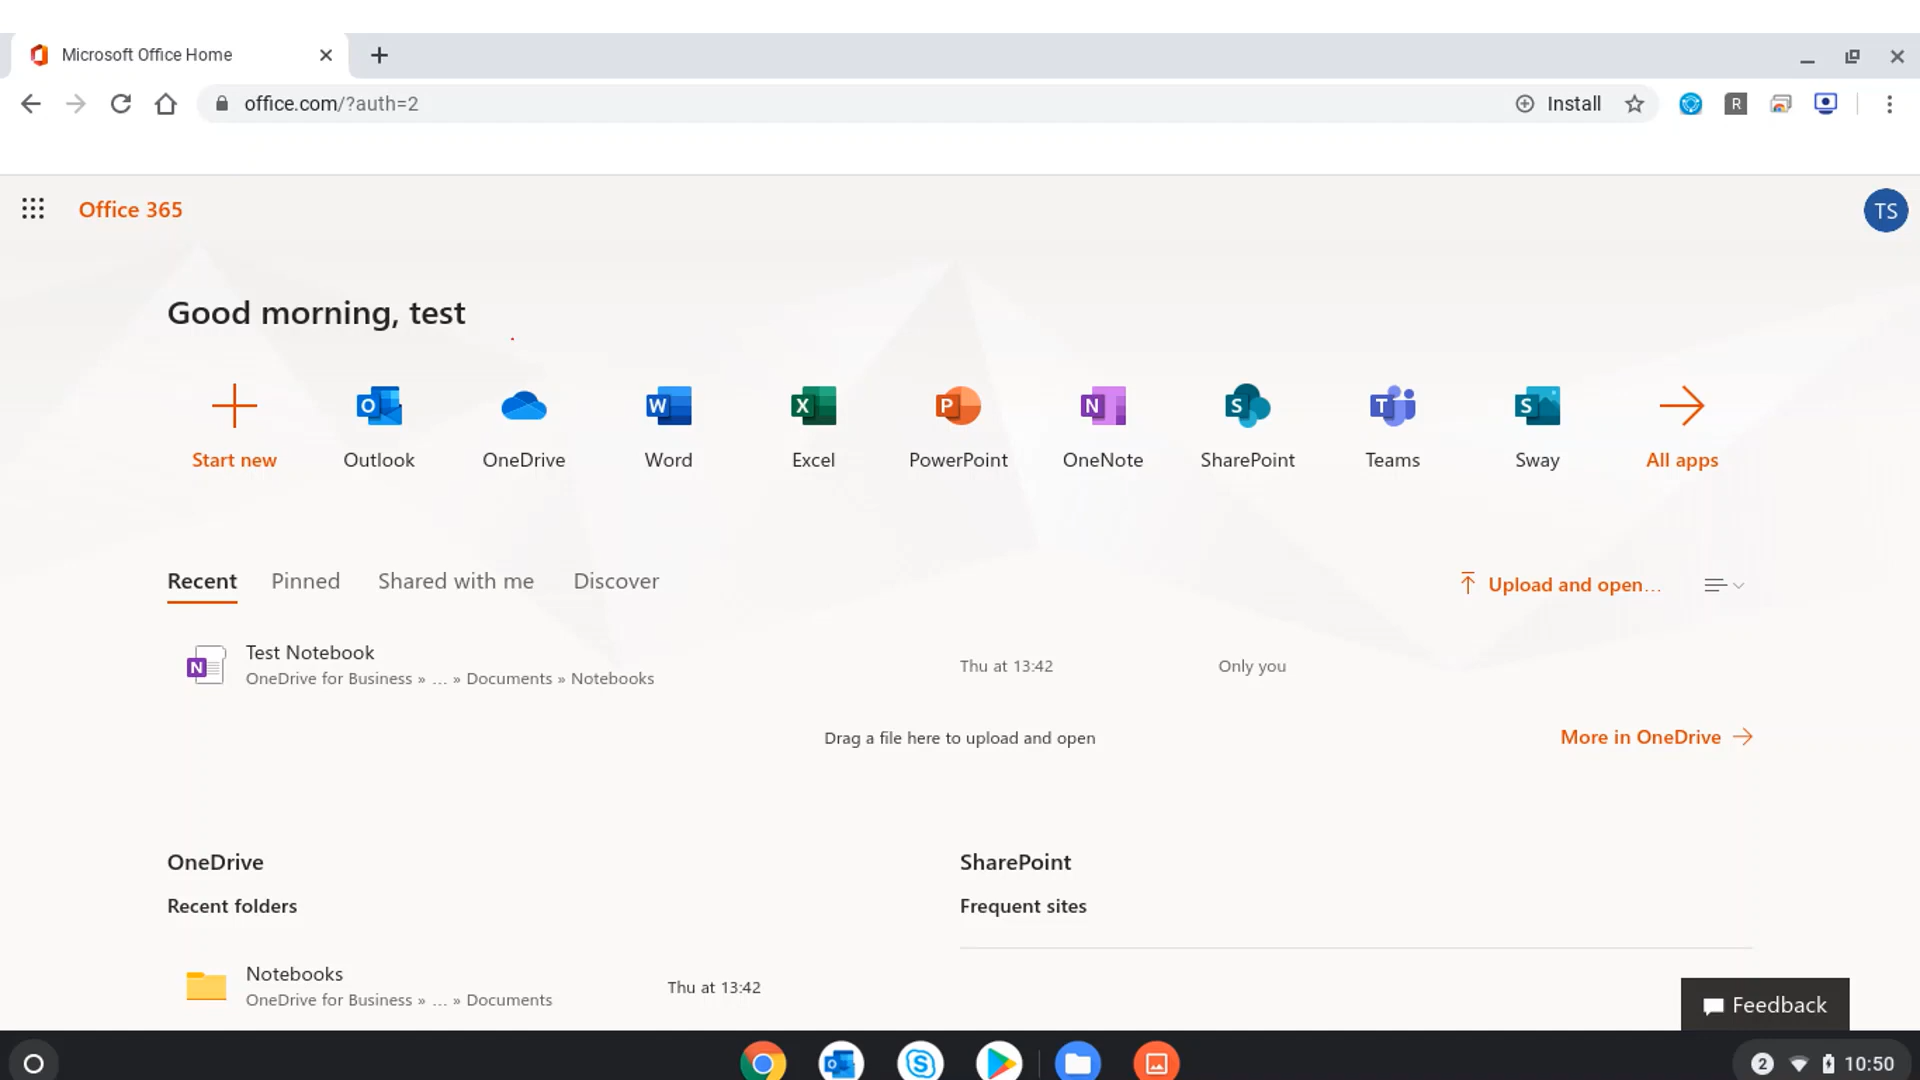 Microsoft Office Home
office.com/?auth=2
Install
R
Office 365
TS
Good morning, test
Start new
Outlook
OneDrive
Word
Excel
PowerPoint
OneNote
SharePoint
Teams
Sway
All apps
Recent
Pinned
Shared with me
Discover
Upload and open...
Test Notebook
OneDrive for Business » ... » Documents » Notebooks
Thu at 13:42
Only you
Drag a file here to upload and open
More in OneDrive
OneDrive
SharePoint
Recent folders
Frequent sites
Notebooks
OneDrive for Business » ... » Documents
Thu at 13:42
Feedback
2
10:50